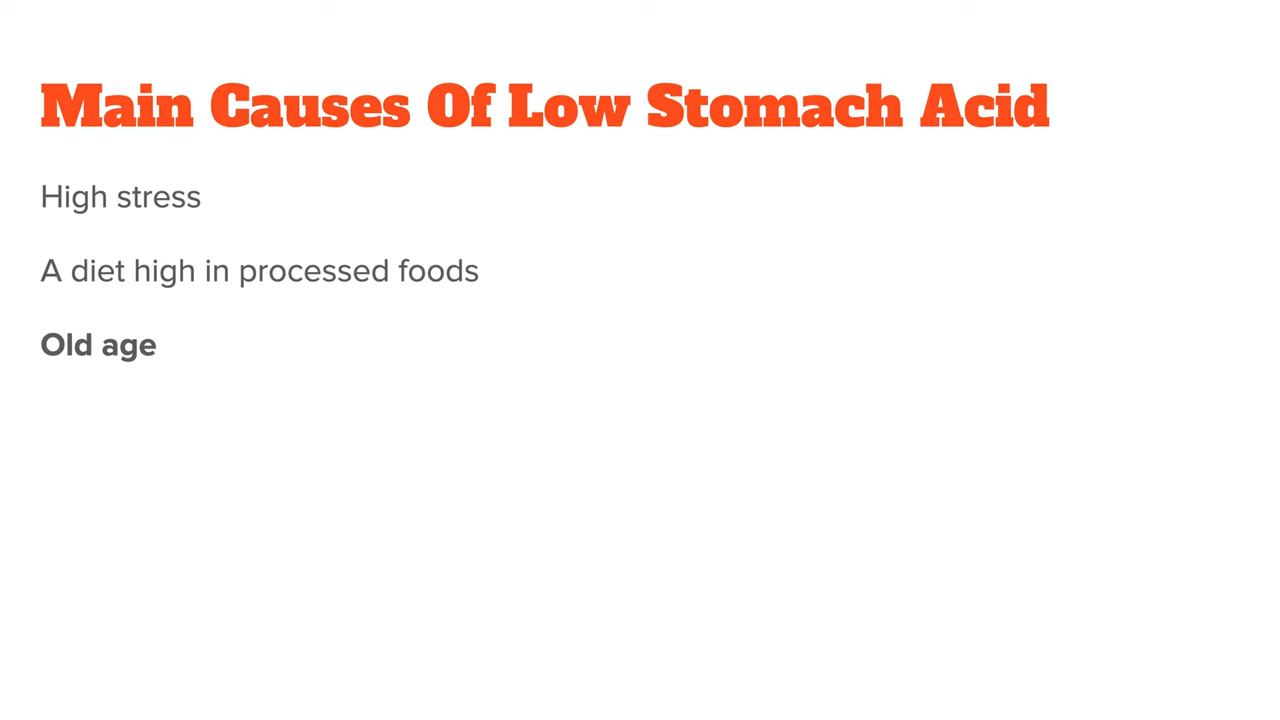 Main Causes Of Low Stomach Acid
High stress
A diet high in processed foods
Old age